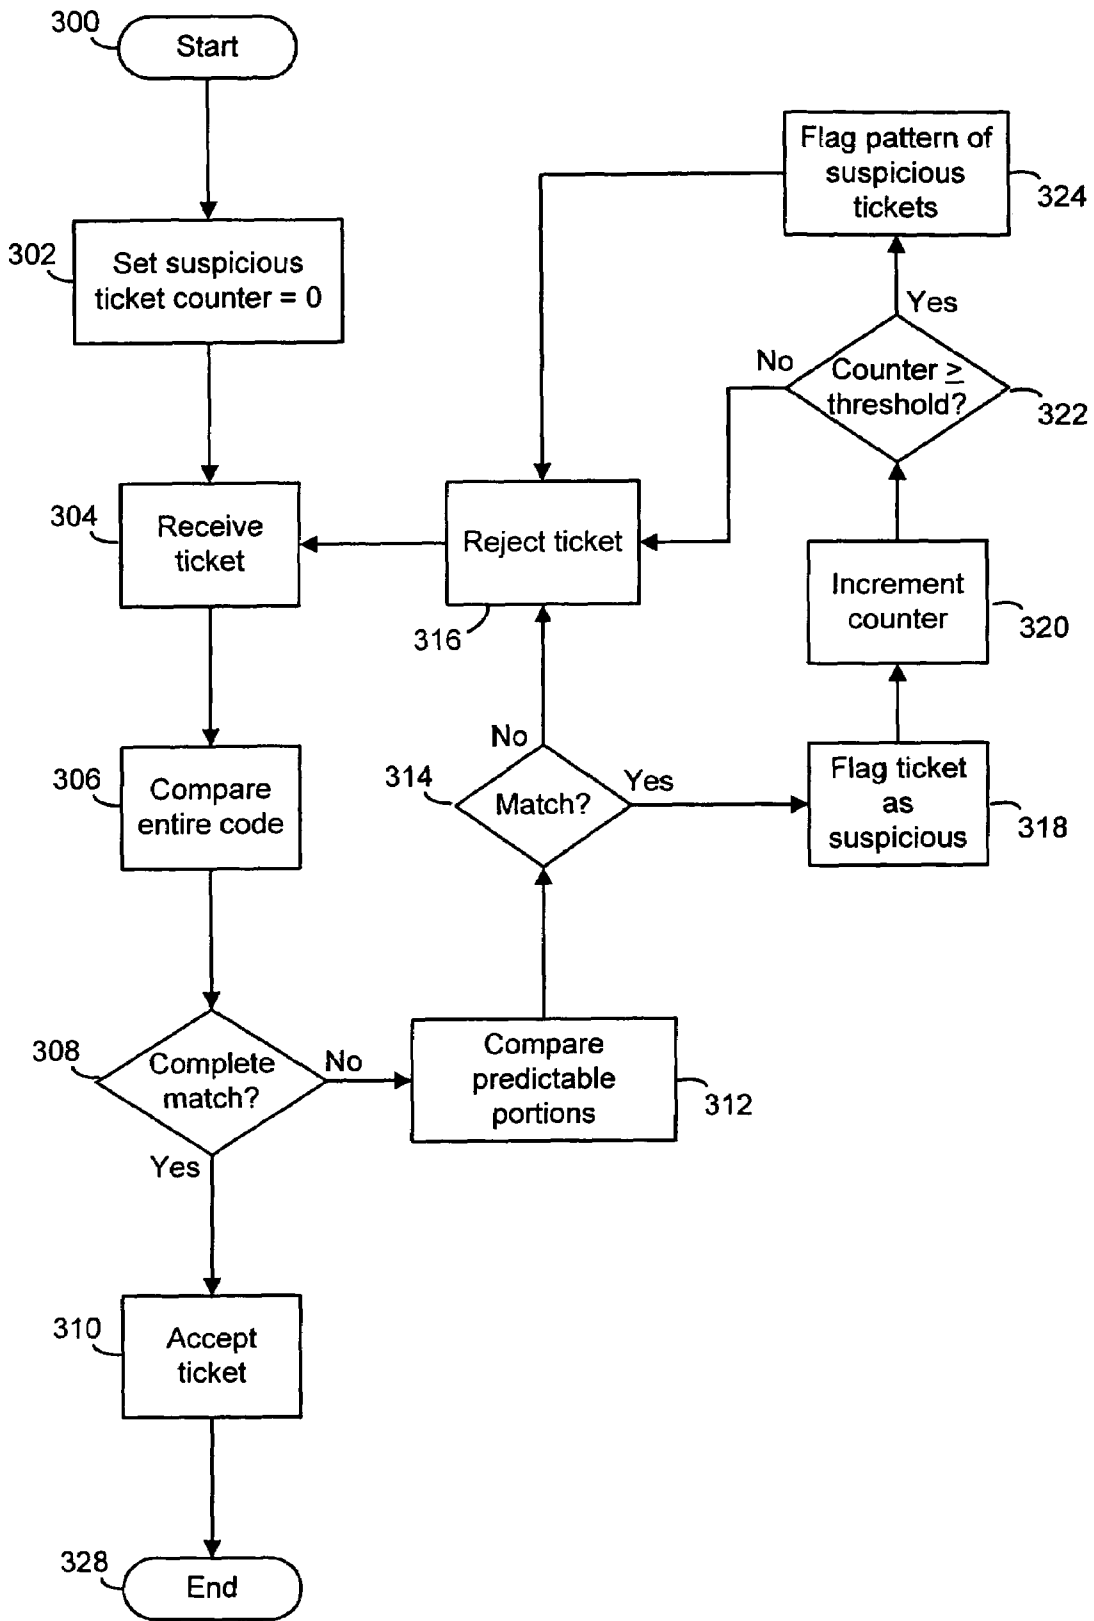 300
Start
302
Set suspicious
ticket counter = 0
304
Receive
ticket
306
Compare
entire code
308
Complete
match?
No
Yes
310
Accept
ticket
328
End
Compare
predictable
portions
312
314
Match?
No
Yes
Reject ticket
316
Flag ticket
as
suspicious
318
Increment
counter
320
Counter ≥
threshold?
322
No
Yes
Flag pattern of
suspicious
tickets
324